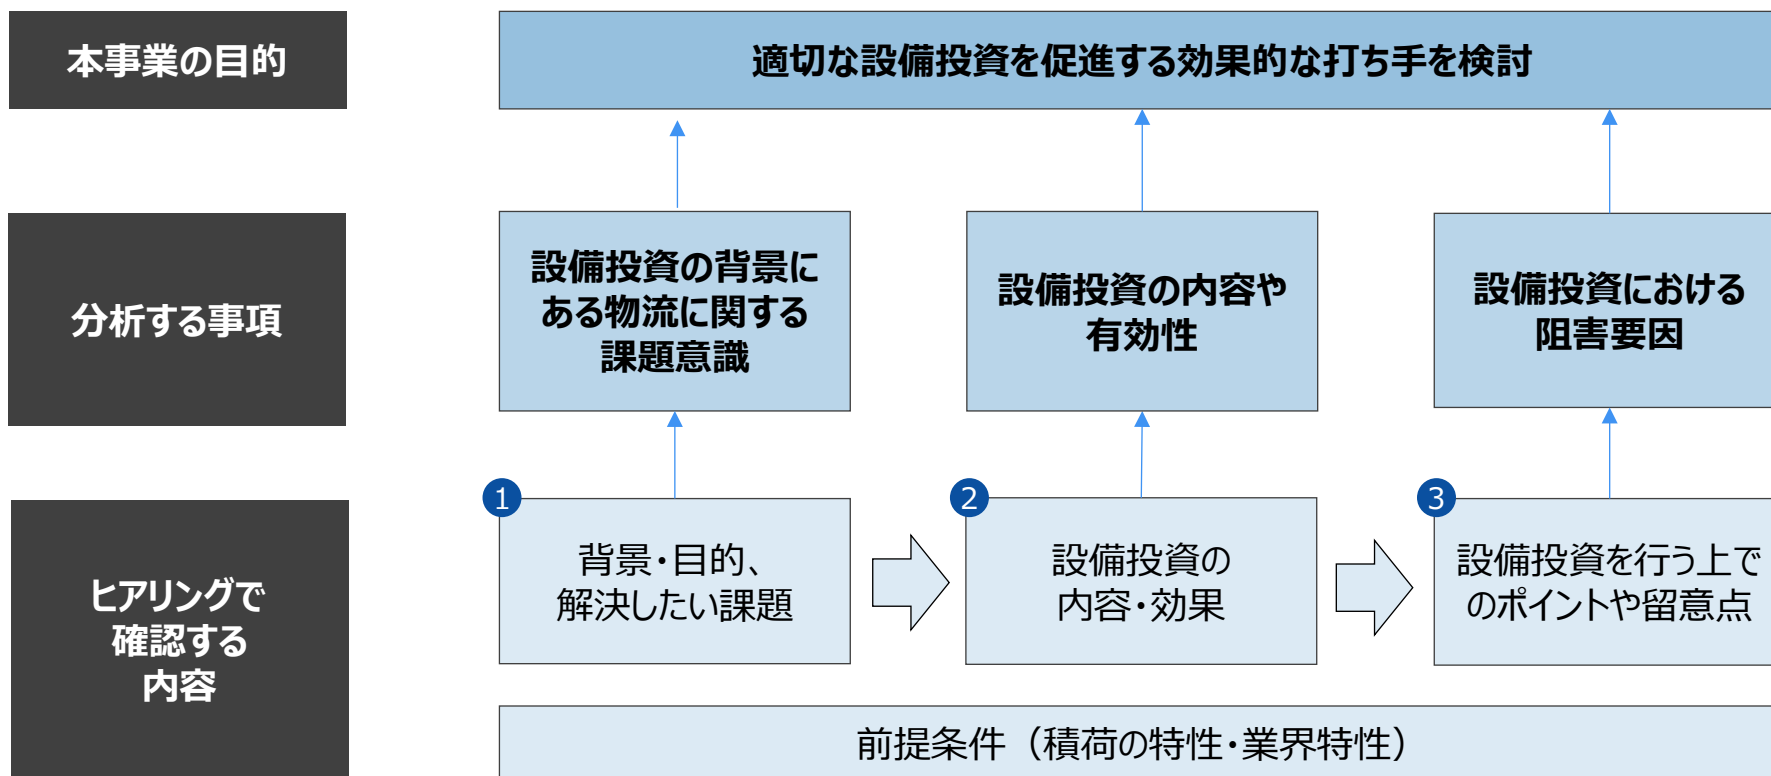 本事業の目的
適切な設備投資を促進する効果的な打ち手を検討
分析する事項
設備投資の背景に
ある物流に関する
課題意識
設備投資の内容や
有効性
設備投資における
阻害要因
ヒアリングで
確認する
内容
1
背景・目的、
解決したい課題
2
設備投資の
内容・効果
3
設備投資を行う上で
のポイントや留意点
前提条件（積荷の特性・業界特性）